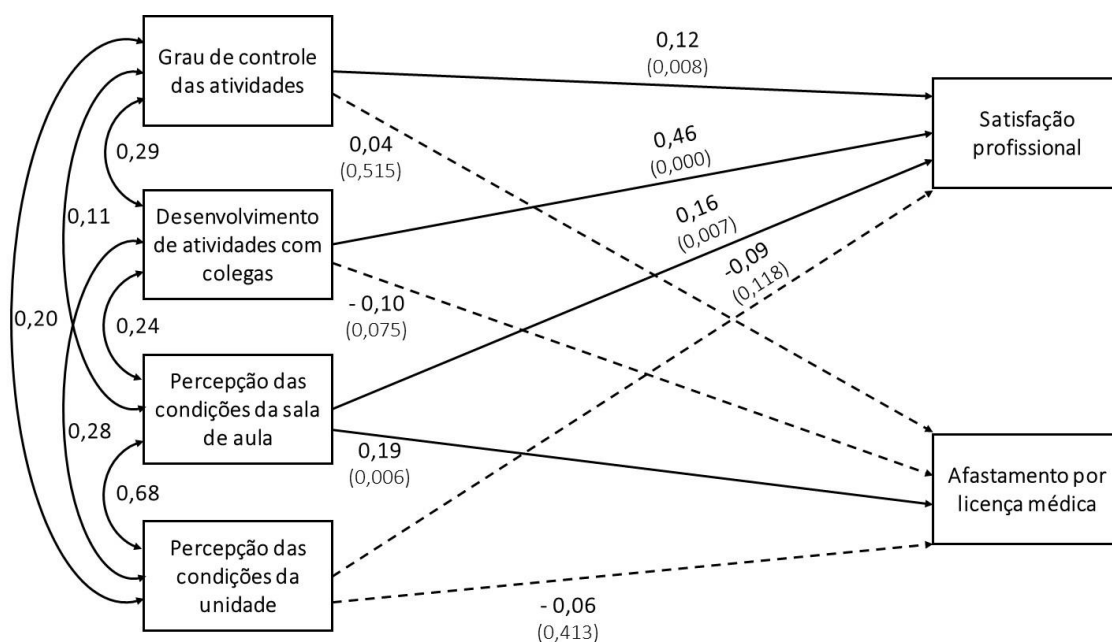 Grau de controle
das atividades
Desenvolvimento
de atividades com
colegas
Percepção das
condições da sala
de aula
Percepção das
condições da
unidade
Satisfação
profissional
Afastamento por
licença médica
0,29
0,11
0,20
0,24
0,28
0,68
0,12
(0,008)
0,04
(0,515)
0,46
(0,000)
0,16
(0,007)
-0,09
(0,118)
- 0,10
(0,075)
0,19
(0,006)
- 0,06
(0,413)